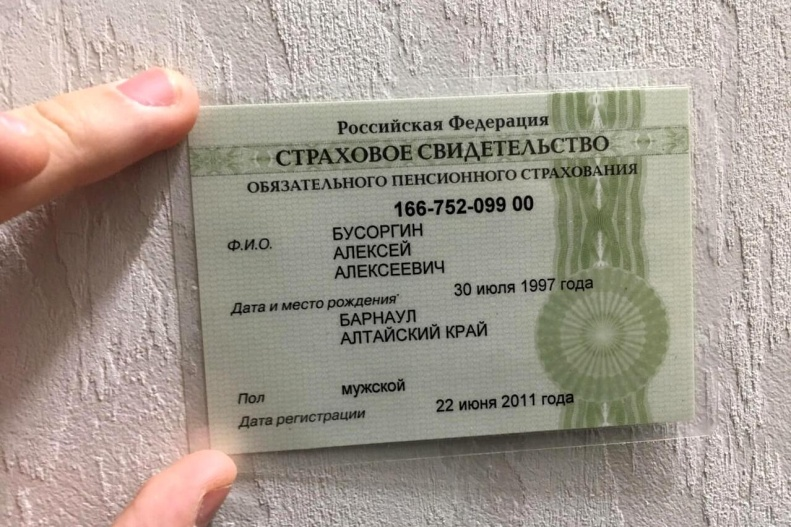 Российская Федерация
СТРАХОВОЕ СВИДЕТЕЛЬСТВО
ОБЯЗАТЕЛЬНОГО ПЕНСИОННОГО СТРАХОВАНИЯ
166-752-099 00
Ф.И.О. БУСОРГИН
АЛЕКСЕЙ
АЛЕКСЕЕВИЧ
Дата и место рождения 30 июля 1997 года
БАРНАУЛ
АЛТАЙСКИЙ КРАЙ
Пол мужской
Дата регистрации 22 июня 2011 года